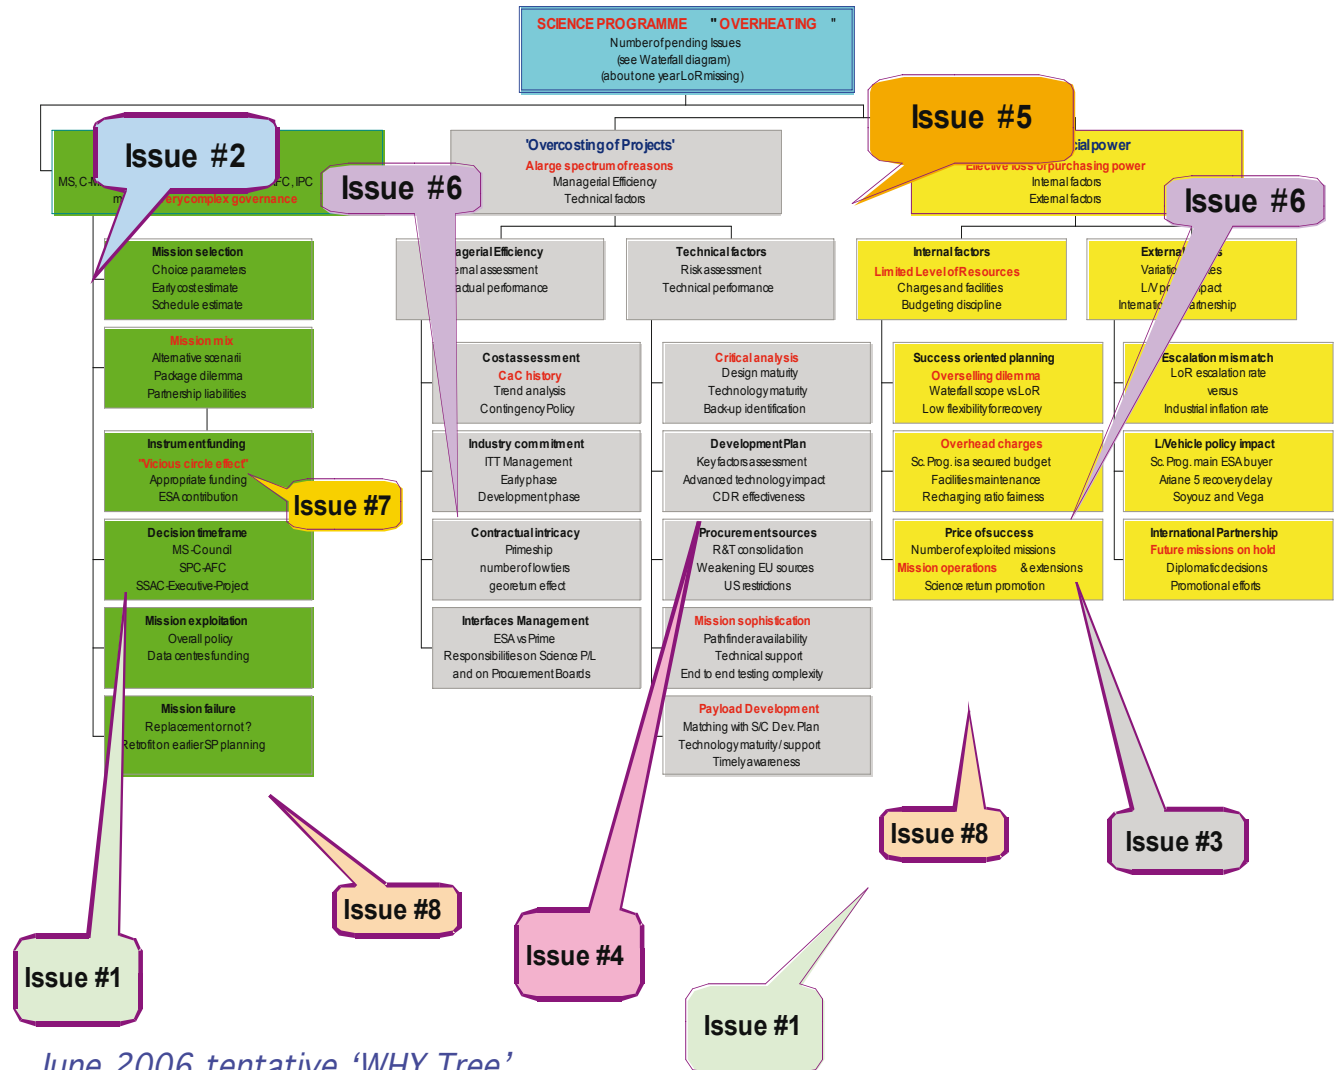 SCIENCE PROGRAMME " OVERHEATING "
Number of pending Issues
(see Waterfall diagram)
(about one year LoR missing)
Issue #2
MS, C-M
FC, IPC
ery complex governance
'Overcosting of Projects'
A large spectrum of reasons
Managerial Efficiency
Technical factors
Issue #6
Issue #5
cial power
Effective loss of purchasing power
Internal factors
External factors
Issue #6
Mission selection
Choice parameters
Early cost estimate
Schedule estimate
Mission mix
Alternative scenarii
Package dilemma
Partnership liabilities
Instrument funding
"Vicious circle effect"
Appropriate funding
ESA contribution
Issue #7
Decision timeframe
MS-Council
SPC-AFC
SSAC-Executive-Project
Mission exploitation
Overall policy
Data centres funding
Mission failure
Replacement or not ?
Retrofit on earlier SP planning
agerial Efficiency
ernal assessment
actual performance
Cost assessment
CaC history
Trend analysis
Contingency Policy
Industry commitment
ITT Management
Early phase
Development phase
Contractual intricacy
Primeship
number of low tiers
georeturn effect
Interfaces Management
ESA vs Prime
Responsibilities on Science P/L
and on Procurement Boards
Technical factors
Risk assessment
Technical performance
Critical analysis
Design maturity
Technology maturity
Back-up identification
Development Plan
Key factors assessment
Advanced technology impact
CDR effectiveness
Procurement sources
R&T consolidation
Weakening EU sources
US restrictions
Mission sophistication
Pathfinder availability
Technical support
End to end testing complexity
Payload Development
Matching with S/C Dev. Plan
Technology maturity / support
Timely awareness
Internal factors
Limited Level of Resources
Charges and facilities
Budgeting discipline
Success oriented planning
Overselling dilemma
Waterfall scope vs LoR
Low flexibility for recovery
Overhead charges
Sc. Prog. is a secured budget
Facilities maintenance
Recharging ratio fairness
Price of success
Number of exploited missions
Mission operations & extensions
Science return promotion
External
Variatio
L/V p
Internatio
artnership
Escalation mismatch
LoR escalation rate
versus
Industrial inflation rate
L/Vehicle policy impact
Sc. Prog. main ESA buyer
Ariane 5 recovery delay
Soyouz and Vega
International Partnership
Future missions on hold
Diplomatic decisions
Promotional efforts
Issue #8
Issue #3
Issue #8
Issue #4
Issue #1
Issue #1
June 2006 tentative 'WHY Tree'